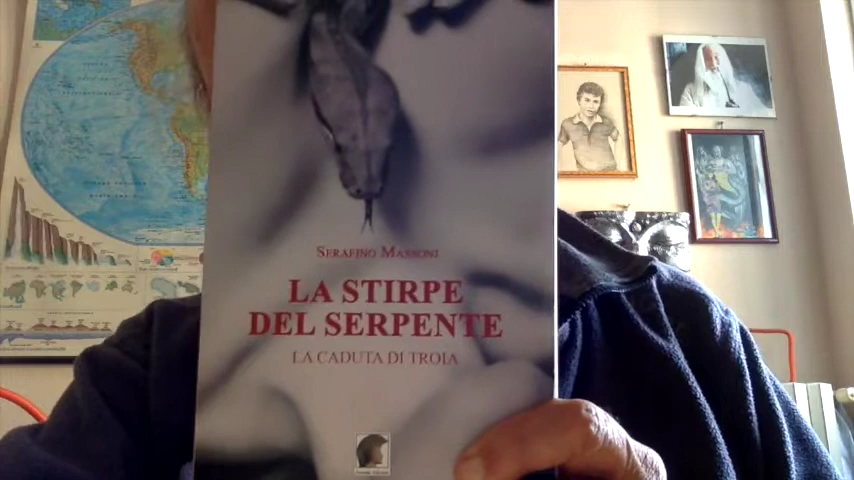 SERAFINO MASSONI
LA STIRPE
DEL SERPENTE
LA CADUTA DI TROIA